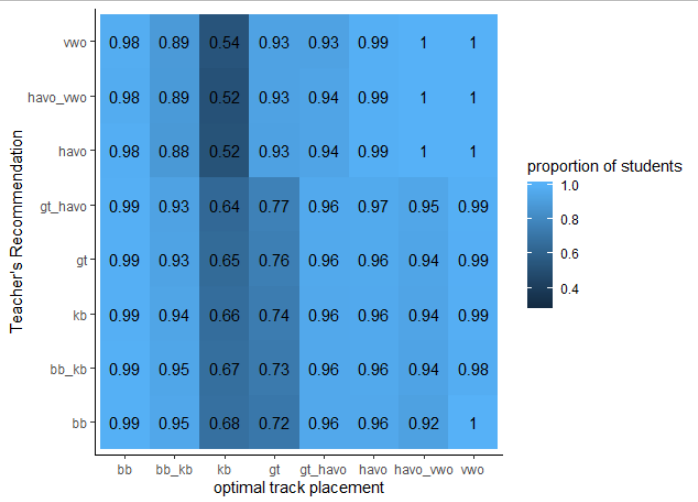 Teacher's Recommendation
vwo 0.98 0.89 0.54 0.93 0.93 0.99 1 1
havo_vwo 0.98 0.89 0.52 0.93 0.94 0.99 1 1
havo 0.98 0.88 0.52 0.93 0.94 0.99 1 1
gt_havo 0.99 0.93 0.64 0.77 0.96 0.97 0.95 0.99
gt 0.99 0.93 0.65 0.76 0.96 0.96 0.94 0.99
kb 0.99 0.94 0.66 0.74 0.96 0.96 0.94 0.99
bb_kb 0.99 0.95 0.67 0.73 0.96 0.96 0.94 0.98
bb 0.99 0.95 0.68 0.72 0.96 0.96 0.92 1
bb bb_kb kb gt gt_havo havo havo_vwo vwo
optimal track placement
proportion of students
1.0
0.8
0.6
0.4